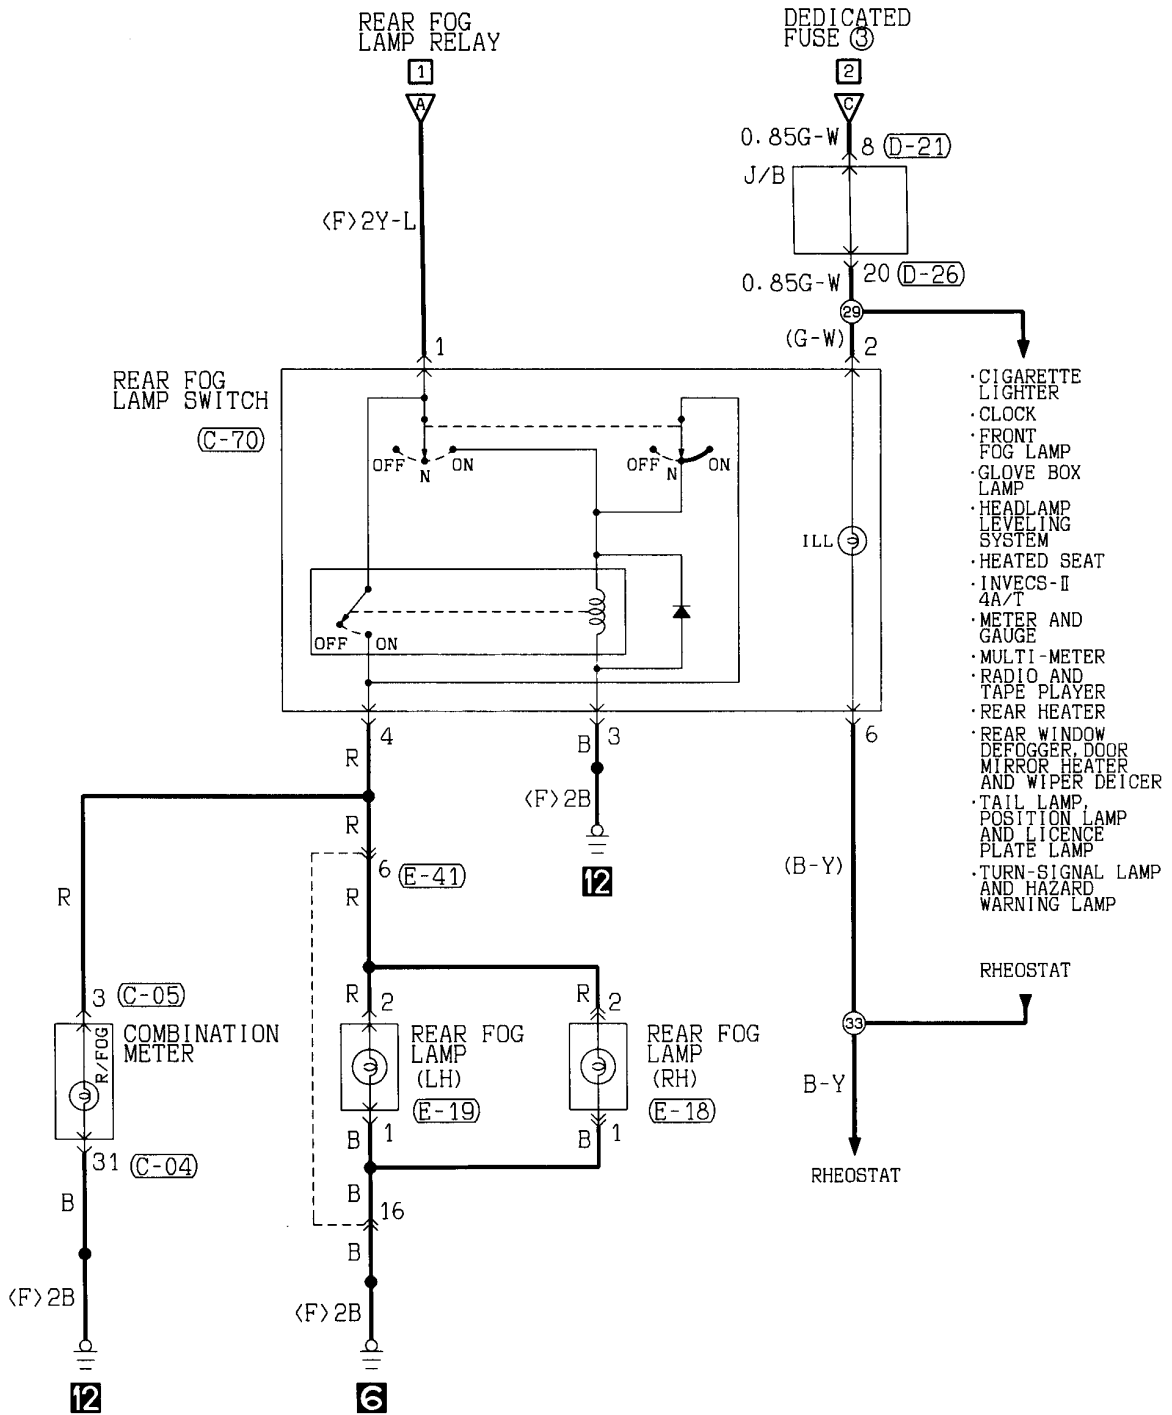 REAR FOG
LAMP RELAY
1
A
DEDICATED
FUSE ③
2
C
0.85G-W
8 (D-21)
J/B
<F>2Y-L
20 (D-26)
0.85G-W
29
(G-W)
1
2
REAR FOG
LAMP SWITCH
(C-70)
OFF
N
ON
OFF
N
ON
ILL
OFF
ON
·CIGARETTE
LIGHTER
·CLOCK
·FRONT
FOG LAMP
·GLOVE BOX
LAMP
·HEADLAMP
LEVELING
SYSTEM
·HEATED SEAT
·INVECS-Ⅱ
4A/T
·METER AND
GAUGE
·MULTI-METER
·RADIO AND
TAPE PLAYER
·REAR HEATER
·REAR WINDOW
DEFOGGER, DOOR
MIRROR HEATER
AND WIPER DEICER
·TAIL LAMP,
POSITION LAMP
AND LICENCE
PLATE LAMP
·TURN-SIGNAL LAMP
AND HAZARD
WARNING LAMP
4
3
6
R
B
<F>2B
12
R
6 (E-41)
R
R
(B-Y)
RHEOSTAT
33
B-Y
RHEOSTAT
3 (C-05)
R/FOG
COMBINATION
METER
31 (C-04)
B
<F>2B
12
R
2
REAR FOG
LAMP
(LH)
(E-19)
1
B
R
2
REAR FOG
LAMP
(RH)
(E-18)
1
B
B
16
B
<F>2B
6